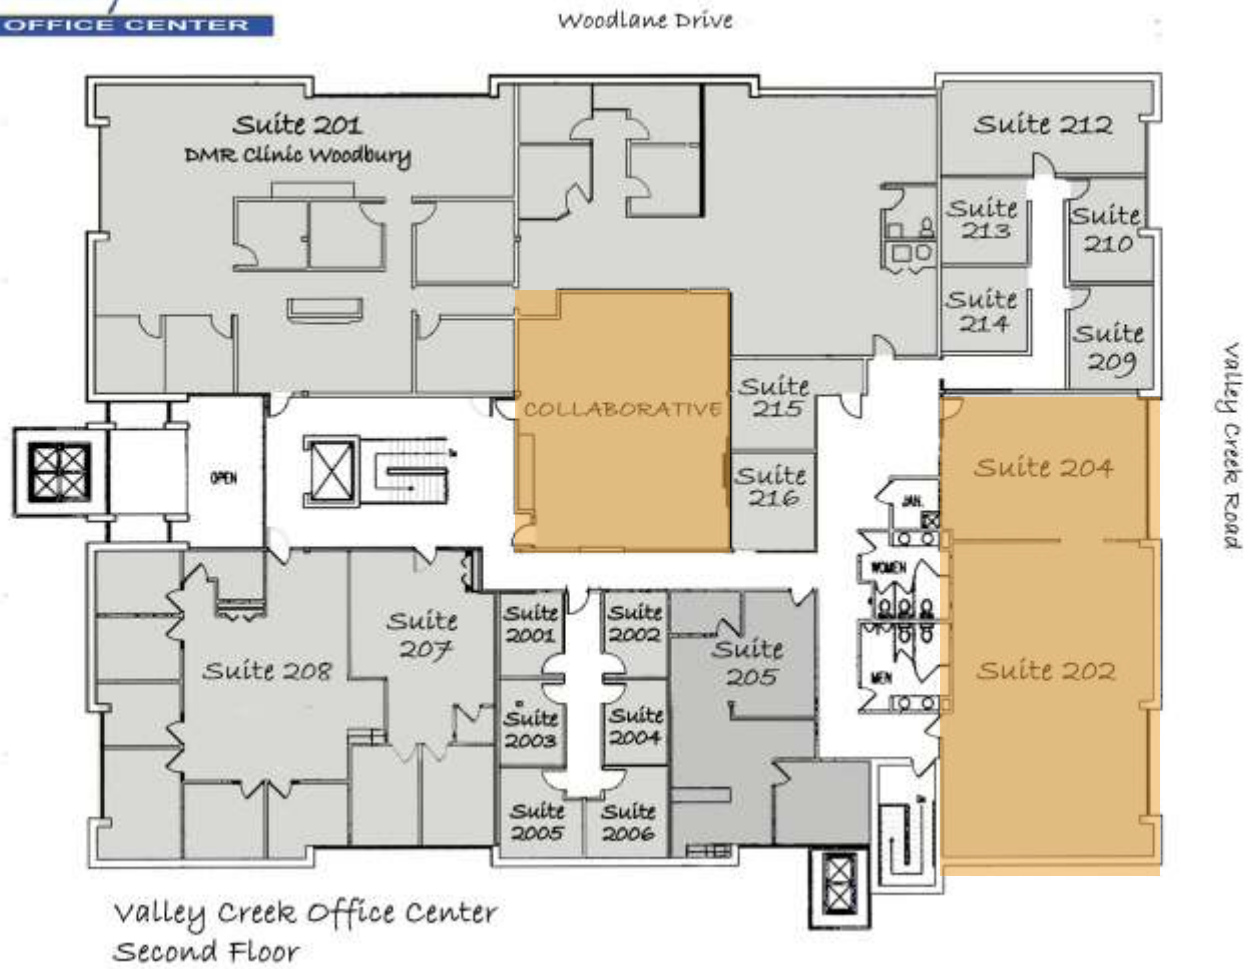 OFFICE CENTER
Woodlane Drive
Suite 201
DMR Clinic Woodbury
Suite 212
Suite
213
Suite
210
Suite
214
Suite
209
Valley Creek Road
COLLABORATIVE
Suite
215
Suite 204
OPEN
Suite
216
JAN.
WOMEN
Suite
2001
Suite
2002
Suite
207
Suite
205
Suite 208
Suite 202
MEN
Suite
2003
Suite
2004
Suite
2005
Suite
2006
Valley Creek Office Center
Second Floor